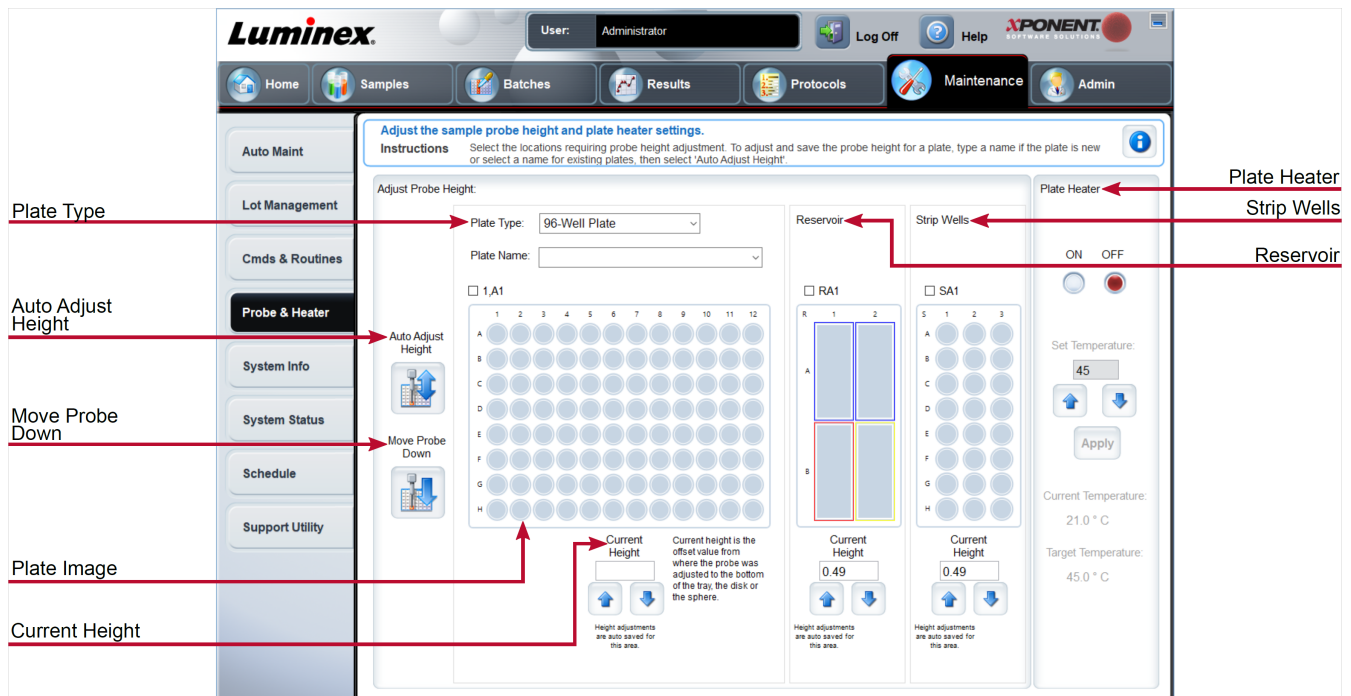 Luminex.
User: Administrator
Log Off
Help
XPONENT.
SOFTWARE SOLUTIONS
Home
Samples
Batches
Results
Protocols
Maintenance
Admin
Adjust the sample probe height and plate heater settings.
Instructions
Select the locations requiring probe height adjustment. To adjust and save the probe height for a plate, type a name if the plate is new
or select a name for existing plates, then select 'Auto Adjust Height'.
Auto Maint
Lot Management
Cmds & Routines
Probe & Heater
System Info
System Status
Schedule
Support Utility
Plate Type
Auto Adjust
Height
Move Probe
Down
Plate Image
Current Height
Plate Heater
Strip Wells
Reservoir
Adjust Probe Height:
Auto Adjust
Height
Move Probe
Down
Plate Type: 96-Well Plate
Plate Name:
1,A1
1 2 3 4 5 6 7 8 9 10 11 12
A
B
C
D
E
F
G
H
Current
Height
Height adjustments
are auto saved for
this area.
Current height is the
offset value from
where the probe was
adjusted to the bottom
of the tray, the disk or
the sphere.
Reservoir
RA1
R 1 2
A
B
Current
Height
0.49
Height adjustments
are auto saved for
this area.
Strip Wells
SA1
S 1 2 3
A
B
C
D
E
F
G
H
Current
Height
0.49
Height adjustments
are auto saved for
this area.
Plate Heater
ON OFF
Set Temperature:
45
Apply
Current Temperature:
21.0 ° C
Target Temperature:
45.0 ° C